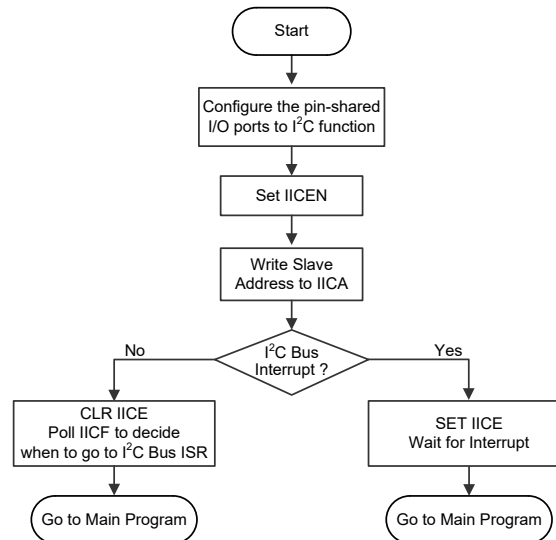 Start
Configure the pin-shared
I/O ports to I²C function
Set IICEN
Write Slave
Address to IICA
No
I²C Bus
Interrupt ?
Yes
CLR IICE
Poll IICF to decide
when to go to I²C Bus ISR
SET IICE
Wait for Interrupt
Go to Main Program
Go to Main Program